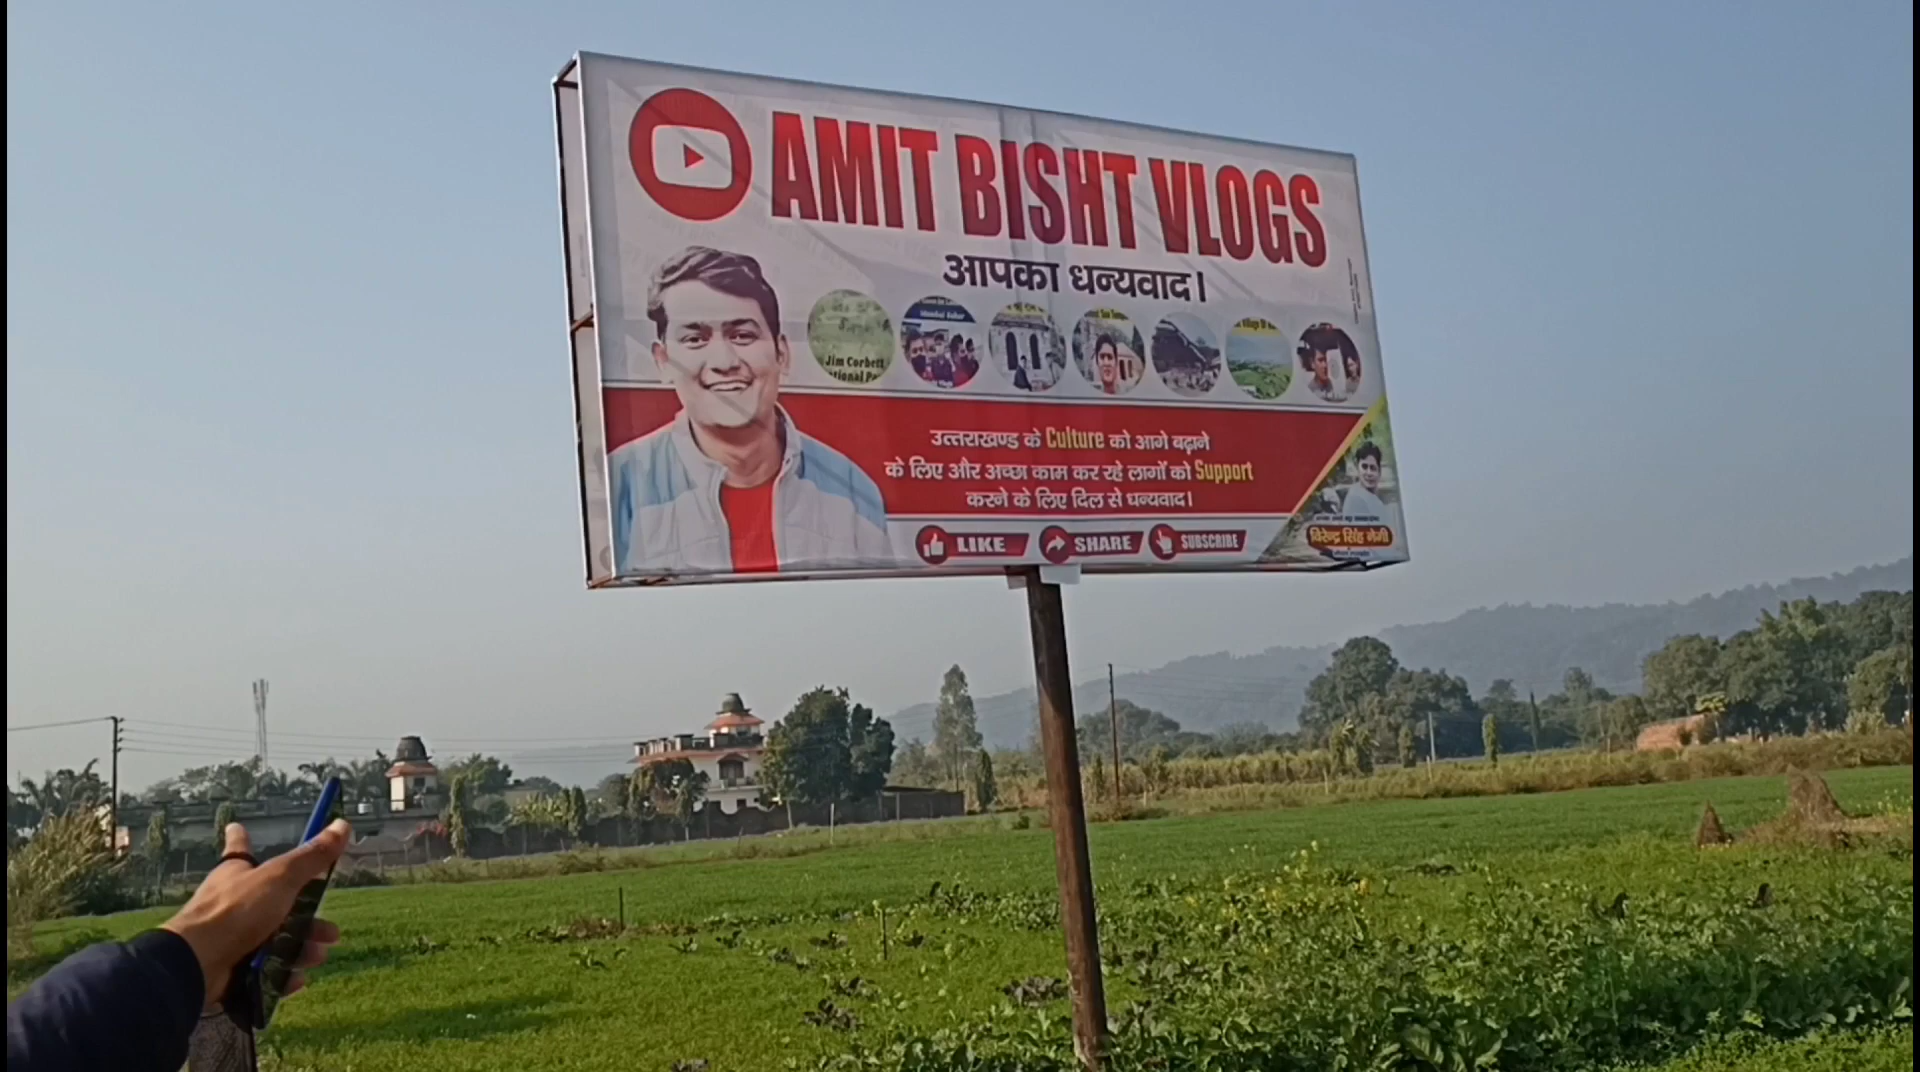 AMIT BISHT VLOGS
आपका धन्यवाद।
Jim Corbett
उत्तराखण्ड के Culture को आगे बढ़ाने
के लिए और अच्छा काम कर रहे लागों को Support
करने के लिए दिल से धन्यवाद।
LIKE SHARE SUBSCRIBE
विरेन्द्र सिंह नेगी